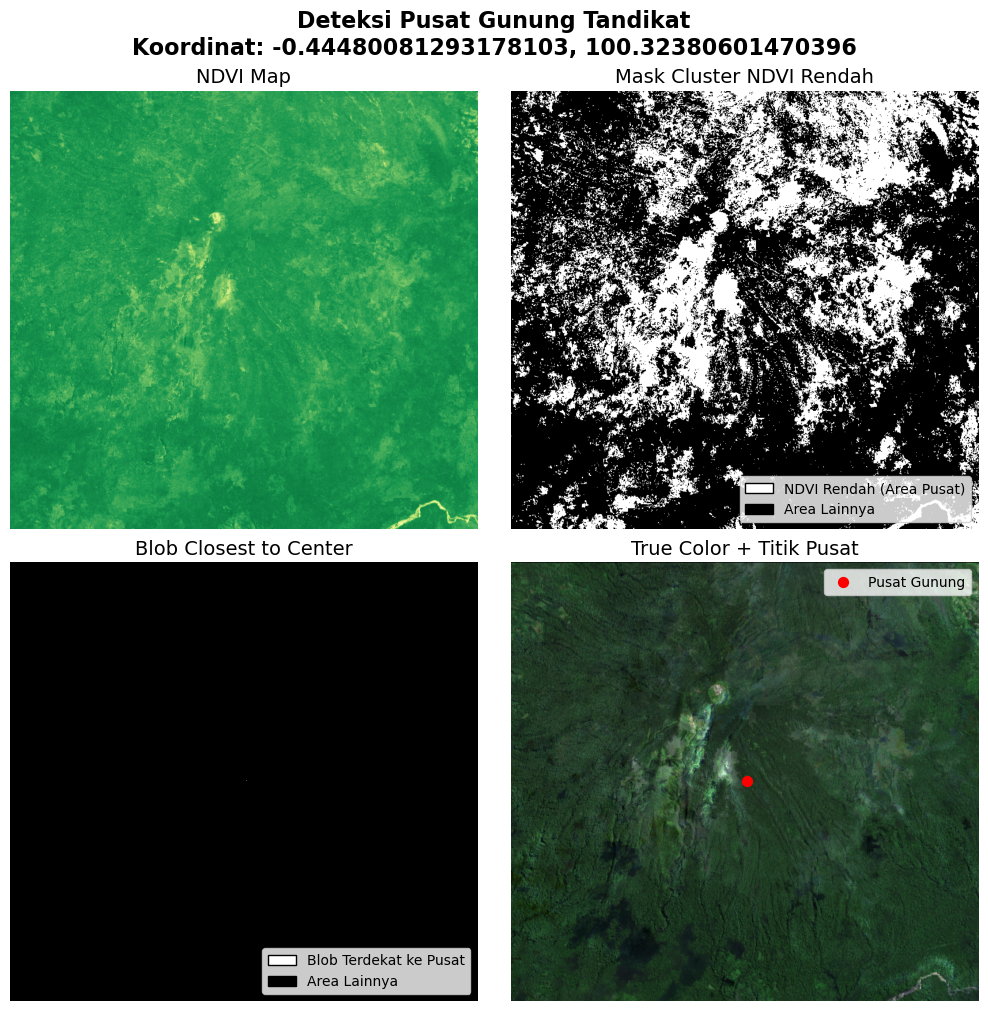 Deteksi Pusat Gunung Tandikat
Koordinat: -0.44480081293178103, 100.32380601470396
NDVI Map
Mask Cluster NDVI Rendah
NDVI Rendah (Area Pusat)
Area Lainnya
Blob Closest to Center
True Color + Titik Pusat
Pusat Gunung
Blob Terdekat ke Pusat
Area Lainnya